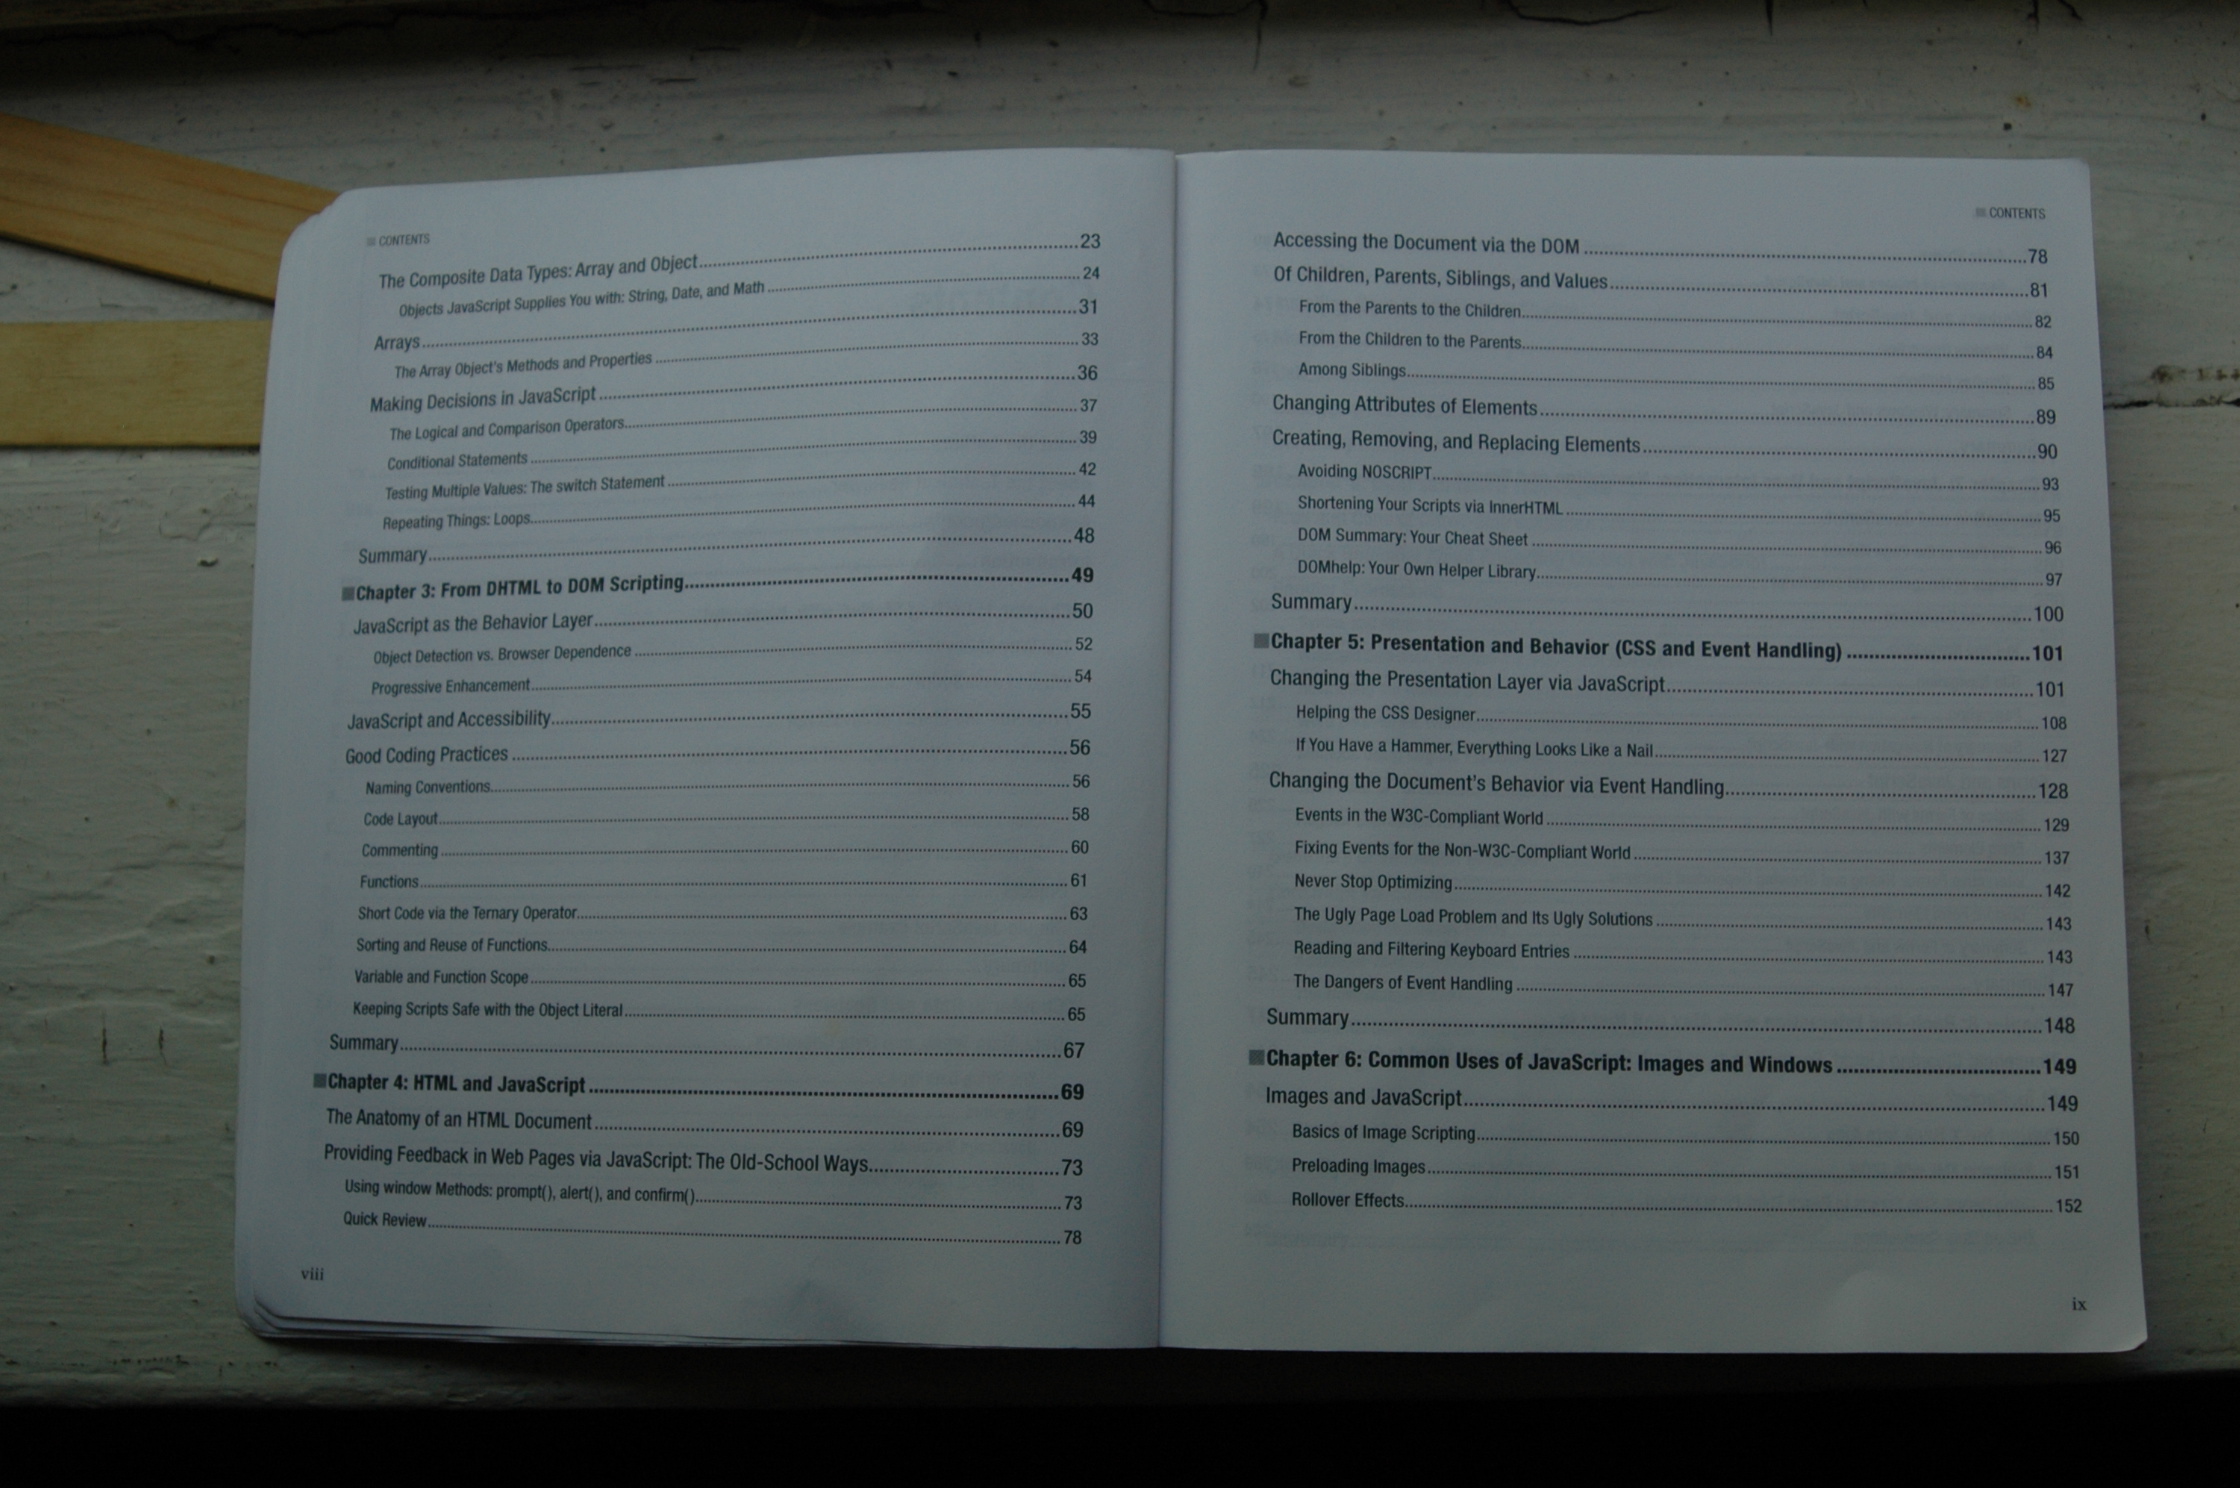 CONTENTS
The Composite Data Types: Array and Object.....23
Objects JavaScript Supplies You with: String, Date, and Math.....24
Arrays.....31
The Array Object's Methods and Properties.....33
Making Decisions in JavaScript.....36
The Logical and Comparison Operators.....37
Conditional Statements.....39
Testing Multiple Values: The switch Statement.....42
Repeating Things: Loops.....44
Summary.....48
Chapter 3: From DHTML to DOM Scripting.....49
JavaScript as the Behavior Layer.....50
Object Detection vs. Browser Dependence.....52
Progressive Enhancement.....54
JavaScript and Accessibility.....55
Good Coding Practices.....56
Naming Conventions.....56
Code Layout.....58
Commenting.....60
Functions.....61
Short Code via the Ternary Operator.....63
Sorting and Reuse of Functions.....64
Variable and Function Scope.....65
Keeping Scripts Safe with the Object Literal.....65
Summary.....67
Chapter 4: HTML and JavaScript.....69
The Anatomy of an HTML Document.....69
Providing Feedback in Web Pages via JavaScript: The Old-School Ways.....73
Using window Methods: prompt(), alert(), and confirm().....73
Quick Review.....78
viii
CONTENTS
Accessing the Document via the DOM.....78
Of Children, Parents, Siblings, and Values.....81
From the Parents to the Children.....82
From the Children to the Parents.....84
Among Siblings.....85
Changing Attributes of Elements.....89
Creating, Removing, and Replacing Elements.....90
Avoiding NOSCRIPT.....93
Shortening Your Scripts via InnerHTML.....95
DOM Summary: Your Cheat Sheet.....96
DOMhelp: Your Own Helper Library.....97
Summary.....100
Chapter 5: Presentation and Behavior (CSS and Event Handling).....101
Changing the Presentation Layer via JavaScript.....101
Helping the CSS Designer.....108
If You Have a Hammer, Everything Looks Like a Nail.....127
Changing the Document's Behavior via Event Handling.....128
Events in the W3C-Compliant World.....129
Fixing Events for the Non-W3C-Compliant World.....137
Never Stop Optimizing.....142
The Ugly Page Load Problem and Its Ugly Solutions.....143
Reading and Filtering Keyboard Entries.....143
The Dangers of Event Handling.....147
Summary.....148
Chapter 6: Common Uses of JavaScript: Images and Windows.....149
Images and JavaScript.....149
Basics of Image Scripting.....150
Preloading Images.....151
Rollover Effects.....152
ix